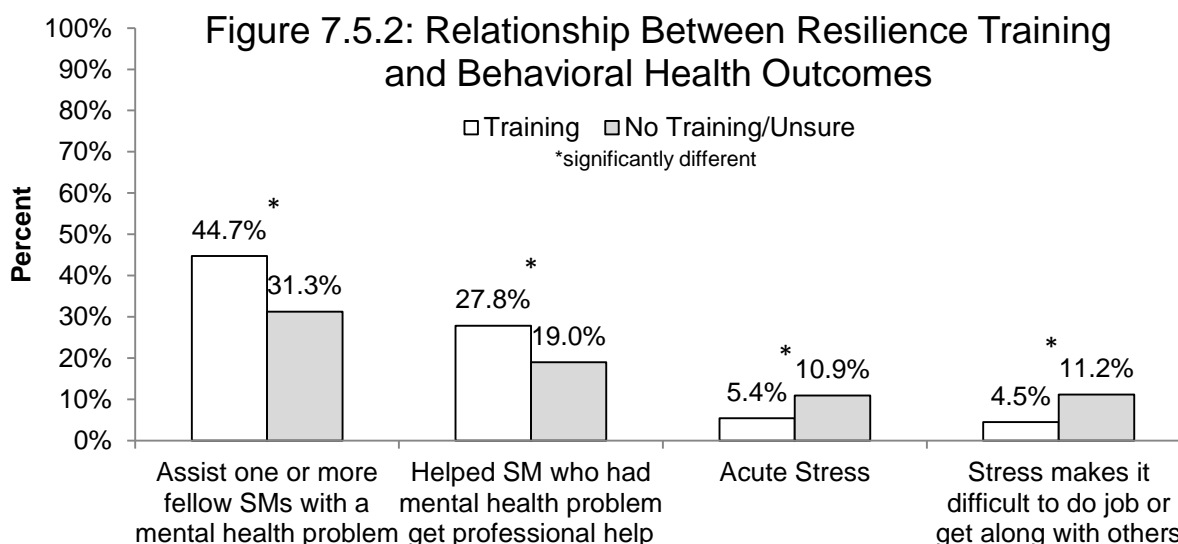 Figure 7.5.2: Relationship Between Resilience Training
and Behavioral Health Outcomes
Training No Training/Unsure
*significantly different
Percent
100%
90%
80%
70%
60%
50%
40%
30%
20%
10%
0%
*
44.7%
31.3%
*
27.8%
19.0%
*
5.4%
10.9%
*
4.5%
11.2%
Assist one or more
fellow SMs with a
mental health problem
Helped SM who had
mental health problem
get professional help
Acute Stress
Stress makes it
difficult to do job or
get along with others